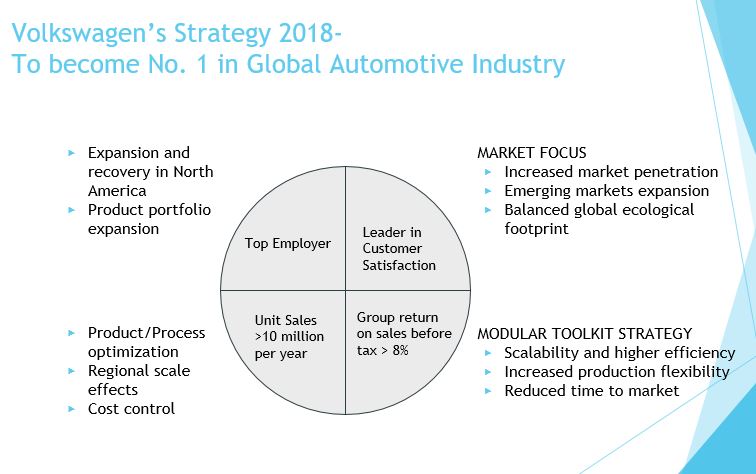 Volkswagen's Strategy 2018-
To become No. 1 in Global Automotive Industry
Expansion and
recovery in North
America
Product portfolio
expansion
MARKET FOCUS
Increased market penetration
Emerging markets expansion
Balanced global ecological
footprint
Top Employer
Leader in
Customer
Satisfaction
Unit Sales
>10 million
per year
Group return
on sales before
tax > 8%
Product/Process
optimization
Regional scale
effects
Cost control
MODULAR TOOLKIT STRATEGY
Scalability and higher efficiency
Increased production flexibility
Reduced time to market